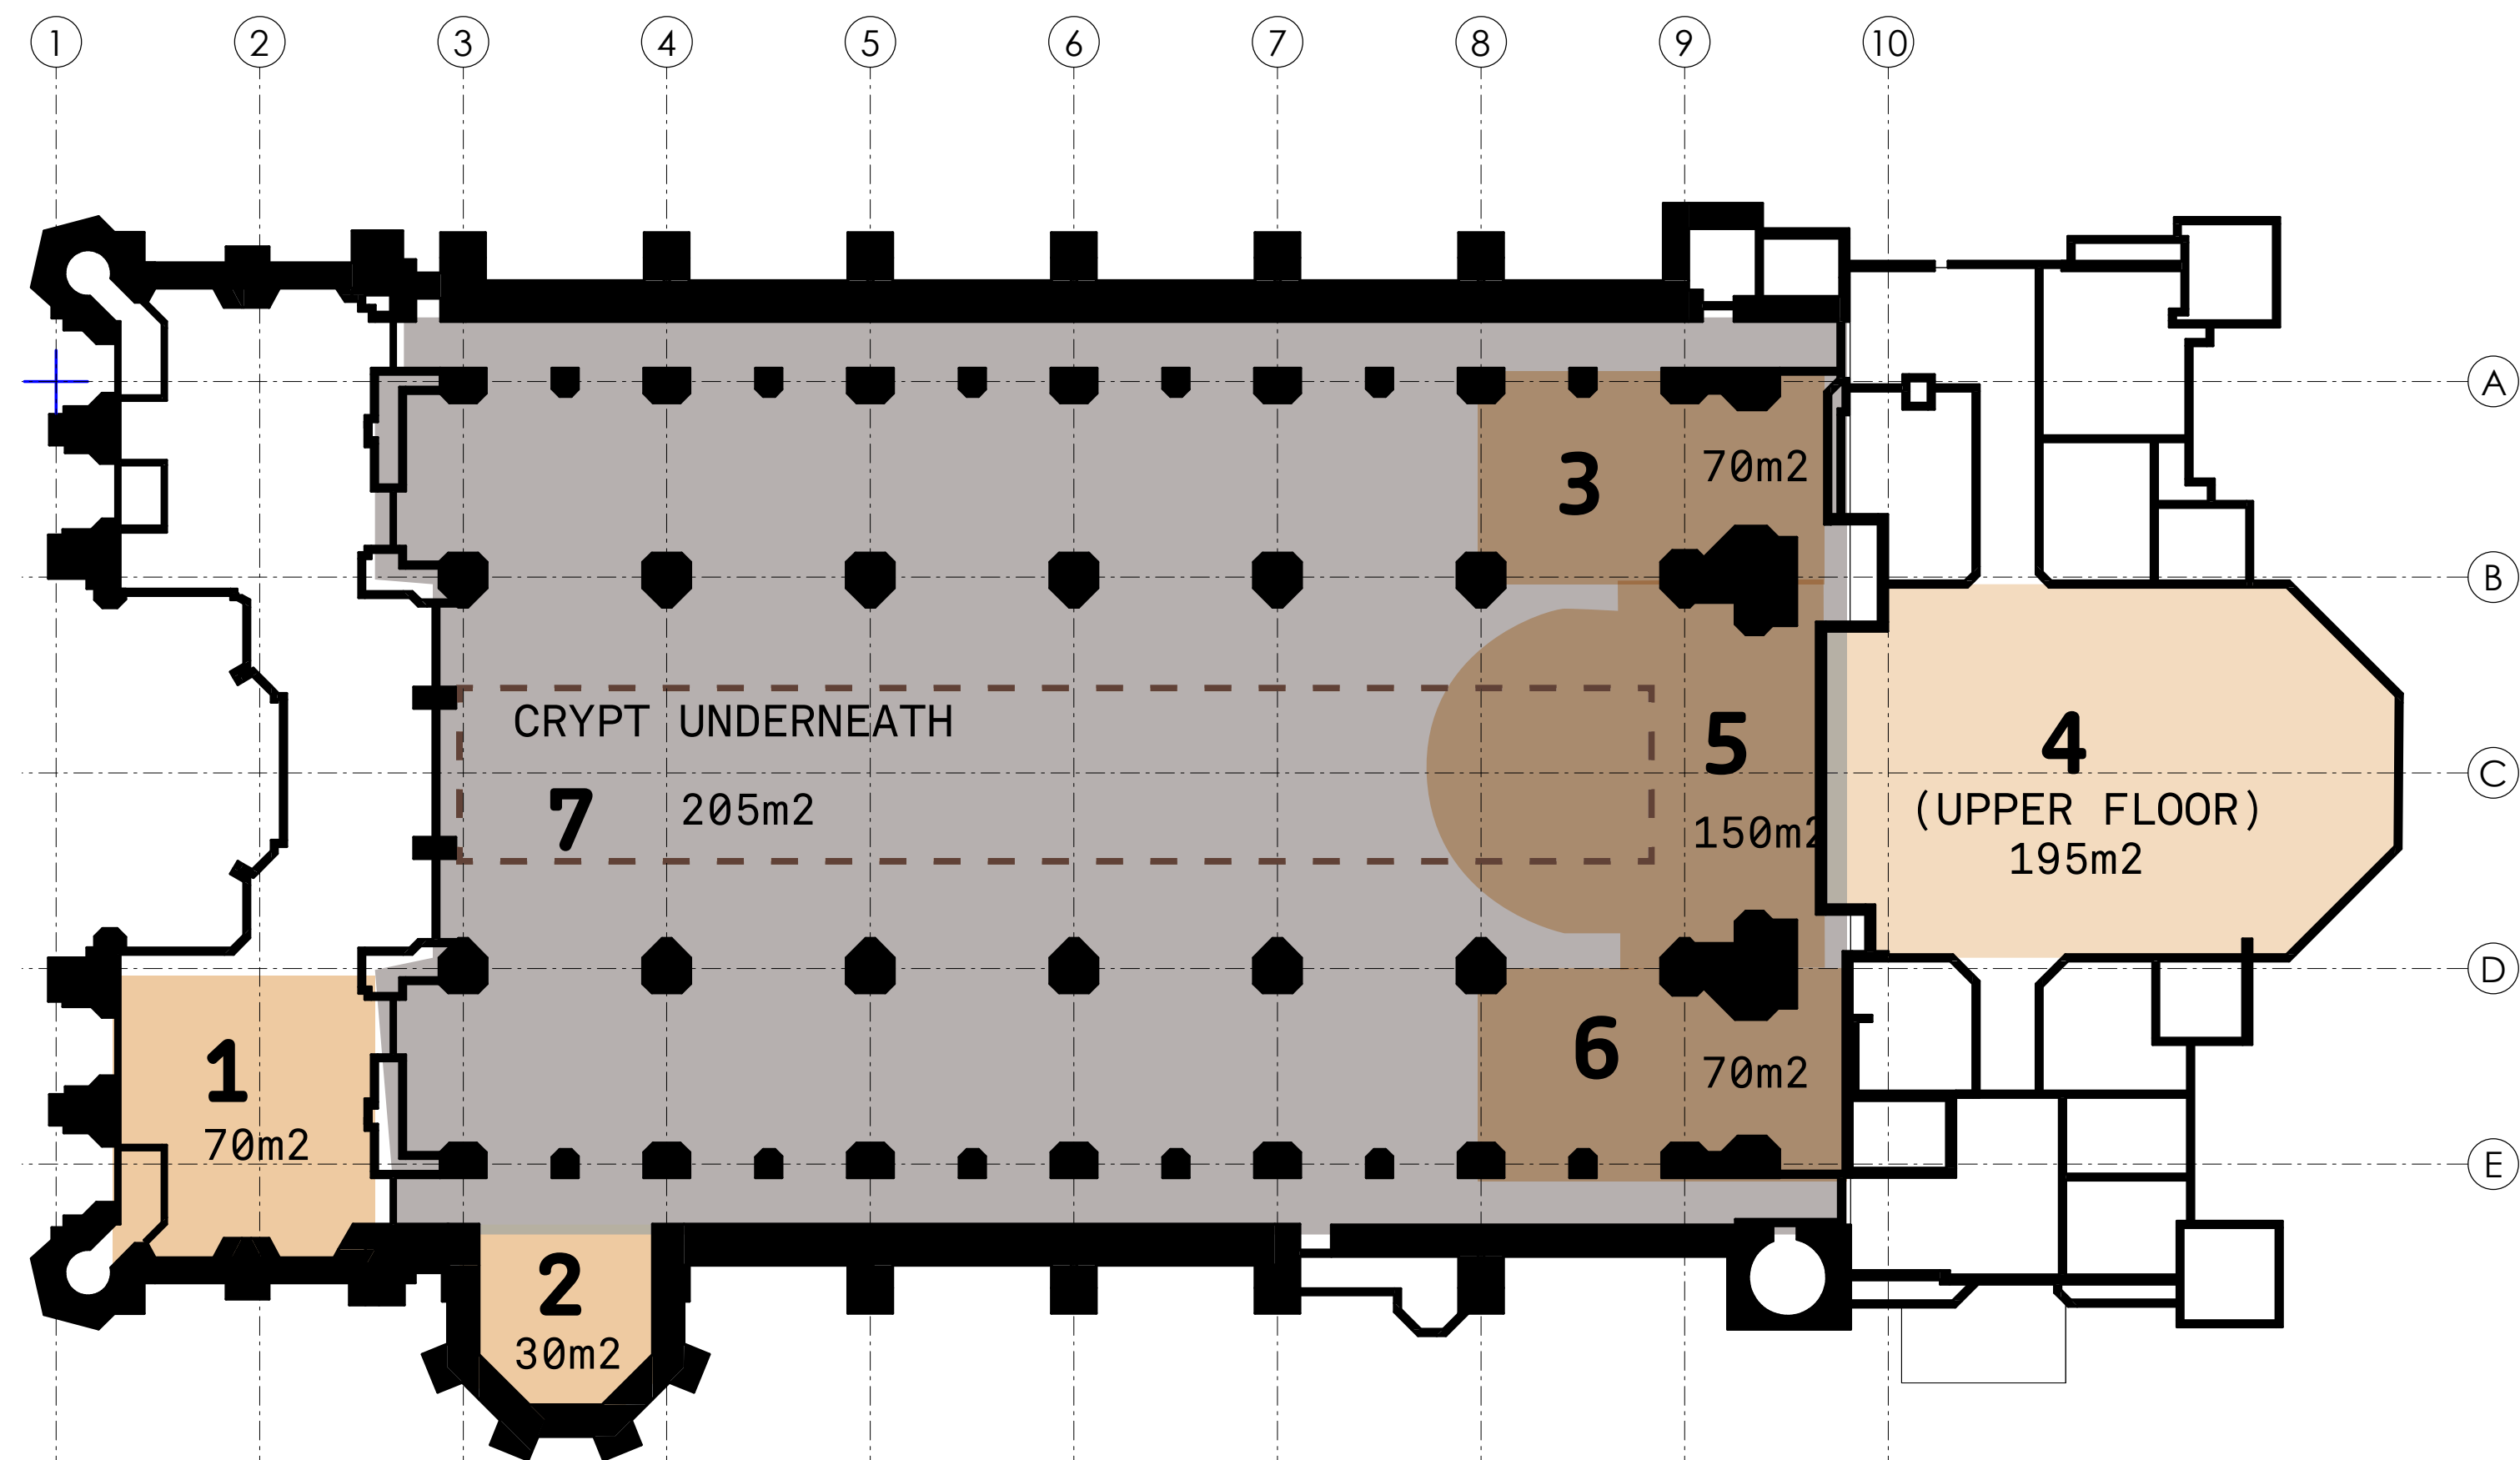 1 2 3 4 5 6 7 8 9 10
A
3 70m2
B
CRYPT UNDERNEATH
5
4
C
7 205m2
150m2
(UPPER FLOOR)
195m2
D
1
6 70m2
70m2
E
2
30m2